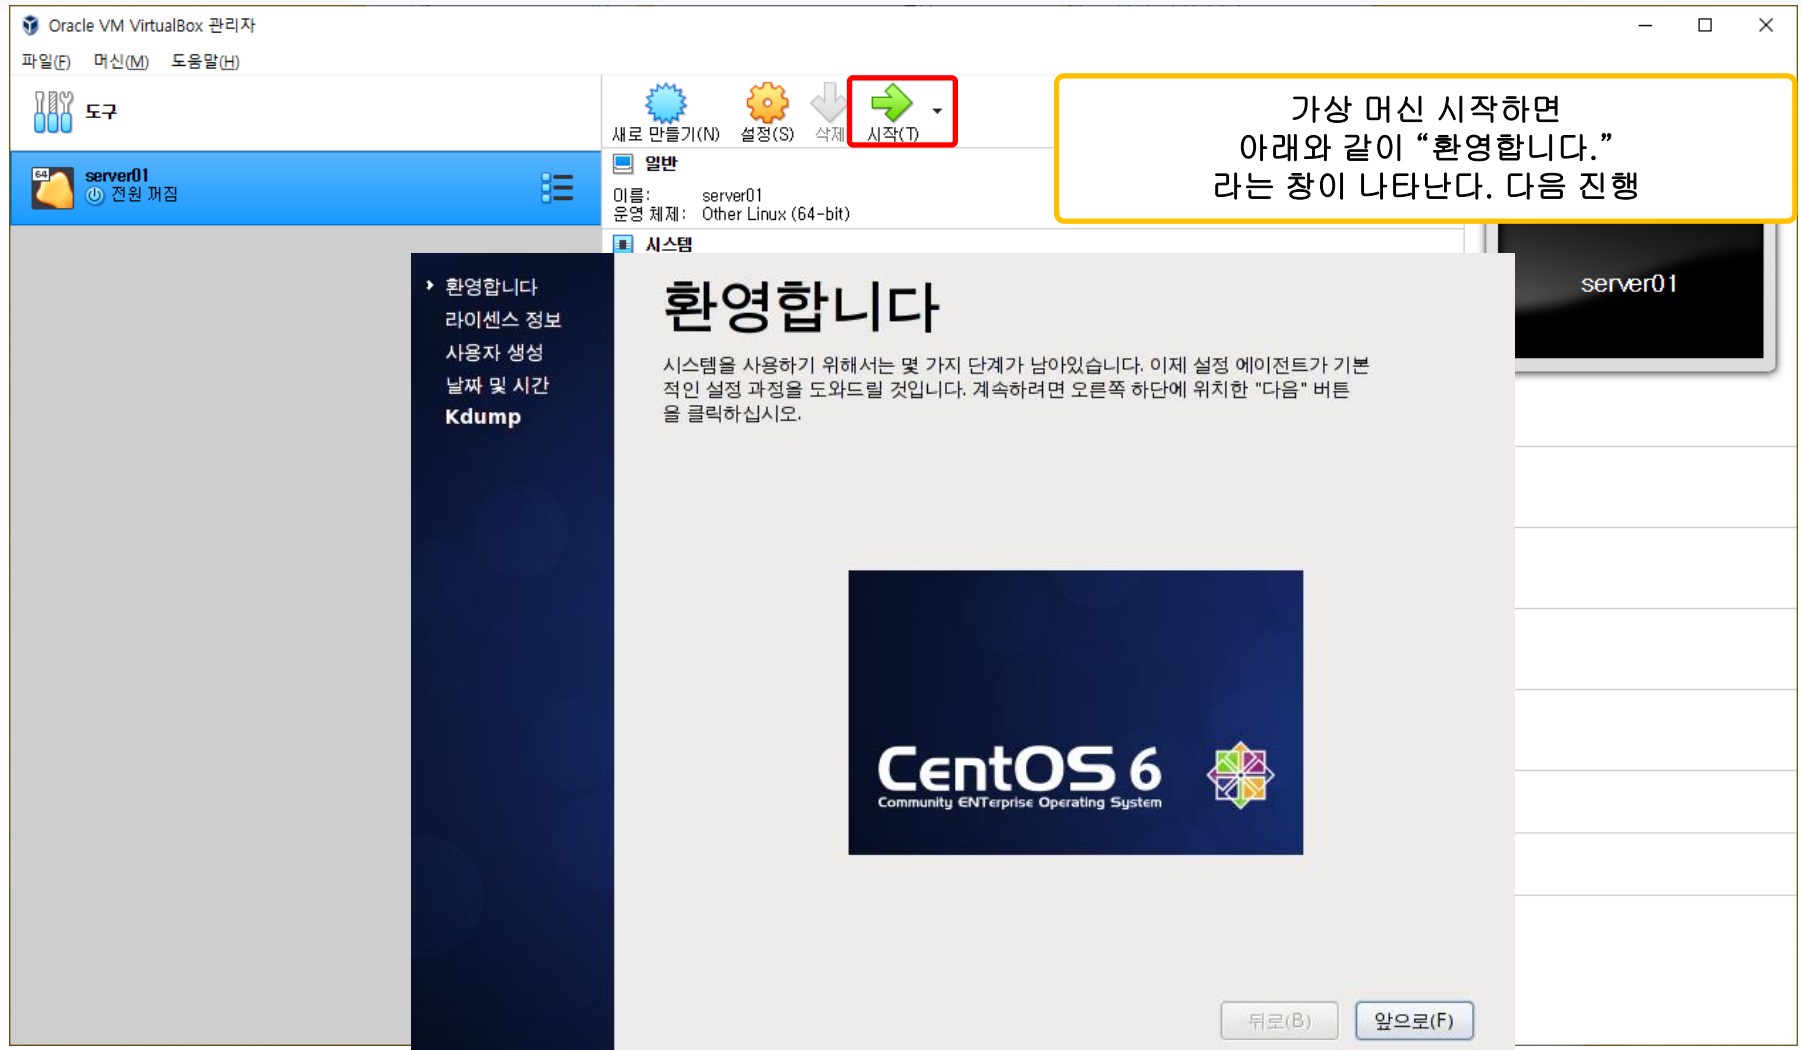 Oracle VM VirtualBox 관리자
파일(F) 머신(M) 도움말(H)
도구
새로 만들기(N) 설정(S) 삭제 시작(T)
가상 머신 시작하면
아래와 같이 “환영합니다.”
라는 창이 나타난다. 다음 진행
64
server01
전원 꺼짐
일반
이름: server01
운영 체제: Other Linux (64-bit)
시스템
server01
환영합니다
라이센스 정보
사용자 생성
날짜 및 시간
Kdump
환영합니다
시스템을 사용하기 위해서는 몇 가지 단계가 남아있습니다. 이제 설정 에이전트가 기본
적인 설정 과정을 도와드릴 것입니다. 계속하려면 오른쪽 하단에 위치한 "다음" 버튼
을 클릭하십시오.
CentOS 6
Community ENTerprise Operating System
뒤로(B) 앞으로(F)